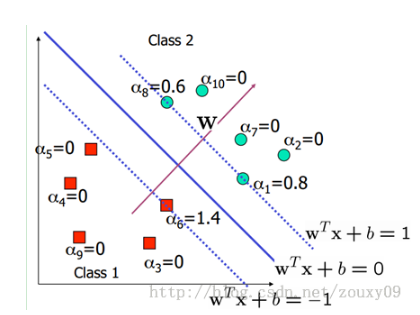 Class 2
α₈=0.6
α₁₀=0
W
α₇=0
α₂=0
α₅=0
α₁=0.8
α₄=0
α₆=1.4
wᵀx + b = 1
α₉=0
α₃=0
wᵀx + b = 0
Class 1
wᵀx + b = −1
http://blog.csdn.net/zouxy09